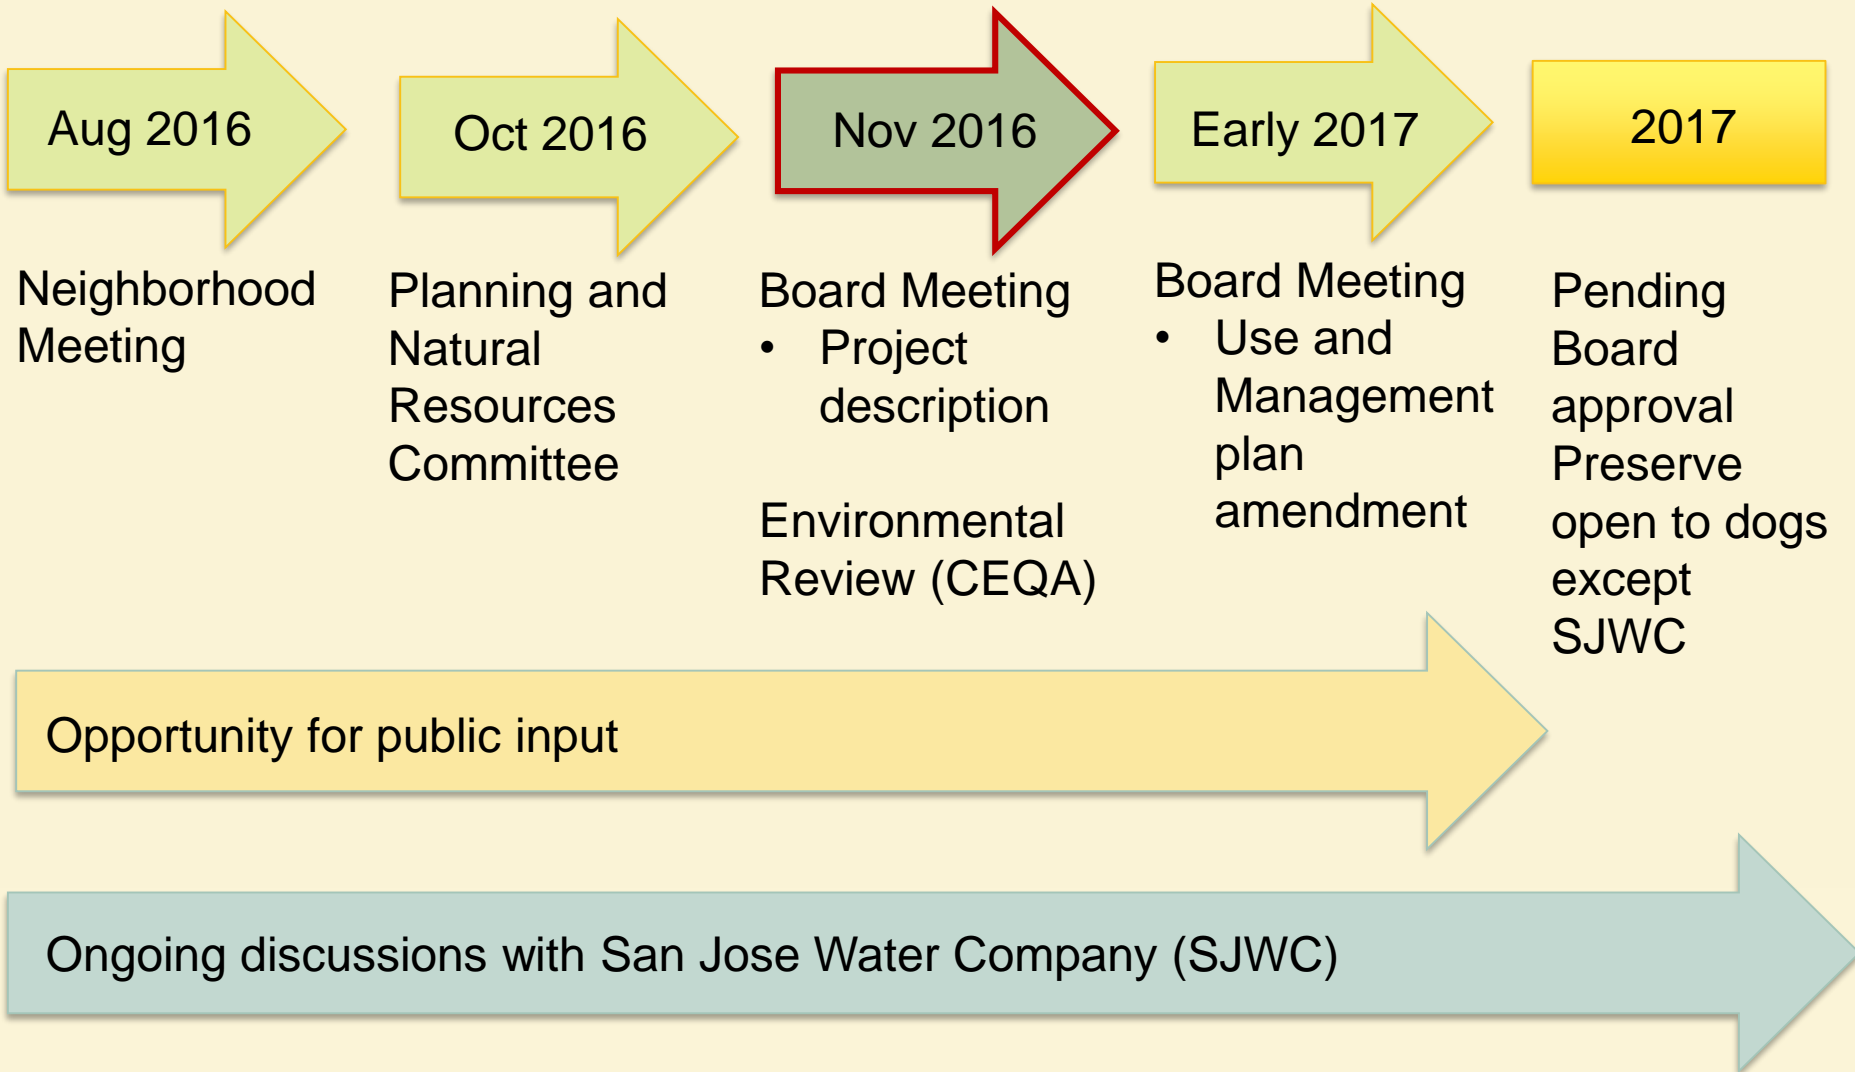 Aug 2016
Oct 2016
Nov 2016
Early 2017
2017
Neighborhood
Meeting
Planning and
Natural
Resources
Committee
Board Meeting
• Project
description
Environmental
Review (CEQA)
Board Meeting
• Use and
Management
plan
amendment
Pending
Board
approval
Preserve
open to dogs
except
SJWC
Opportunity for public input
Ongoing discussions with San Jose Water Company (SJWC)